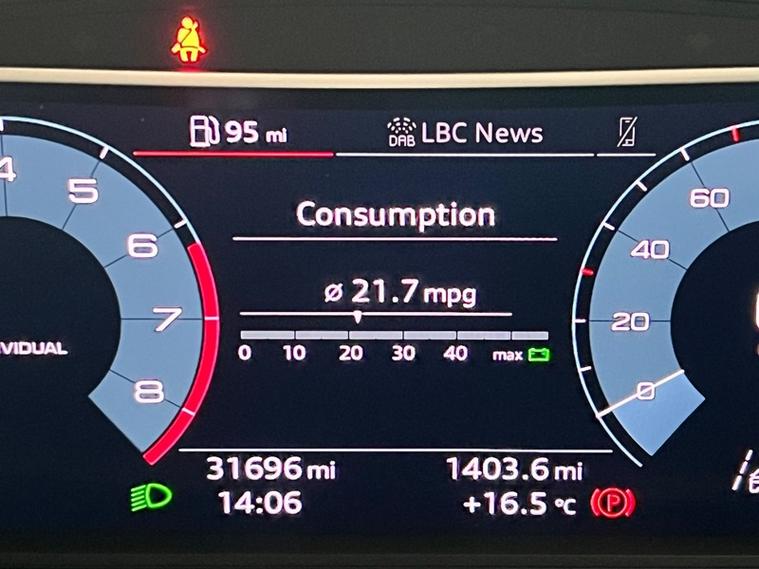 95 mi
DAB LBC News
Consumption
ø 21.7 mpg
0 10 20 30 40 max
4
5
6
7
8
VIDUAL
60
40
20
0
31696 mi 1403.6 mi
14:06 +16.5 °C
P